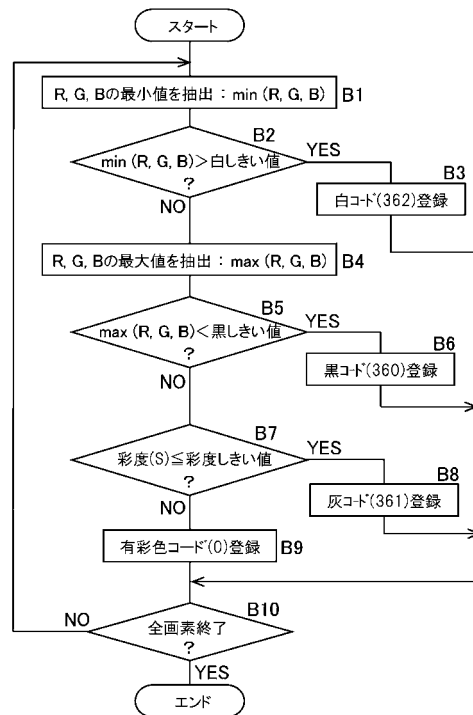 スタート
R, G, Bの最小値を抽出：min (R, G, B) B1
B2
min (R, G, B)>白しきい値
?
YES
NO
B3
白コード(362)登録
R, G, Bの最大値を抽出：max (R, G, B) B4
B5
max (R, G, B)<黒しきい値
?
YES
NO
B6
黒コード(360)登録
B7
彩度(S)≦彩度しきい値
?
YES
NO
B8
灰コード(361)登録
有彩色コード(0)登録 B9
B10
NO
全画素終了
?
YES
エンド